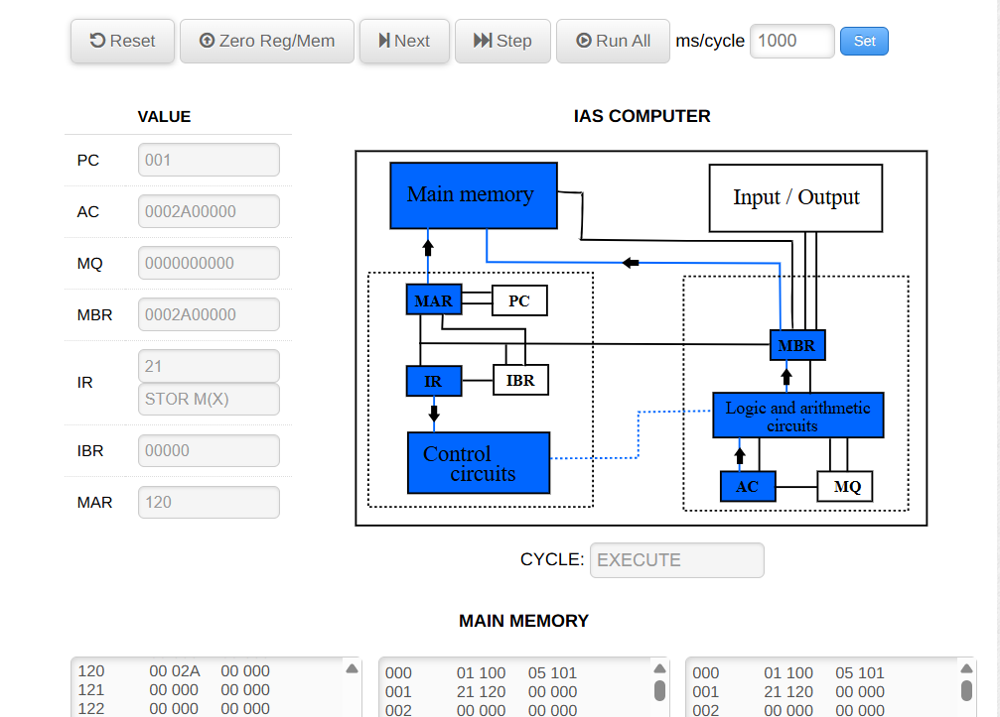 Reset Zero Reg/Mem Next Step Run All ms/cycle 1000 Set
VALUE
PC 001
AC 0002A00000
MQ 0000000000
MBR 0002A00000
IR 21
STOR M(X)
IBR 00000
MAR 120
IAS COMPUTER
Main memory
Input / Output
MAR PC
MBR
IR IBR
Logic and arithmetic
circuits
Control
circuits
AC MQ
CYCLE: EXECUTE
MAIN MEMORY
120 00 02A 00 000
121 00 000 00 000
122 00 000 00 000
000 01 100 05 101
001 21 120 00 000
002 00 000 00 000
000 01 100 05 101
001 21 120 00 000
002 00 000 00 000